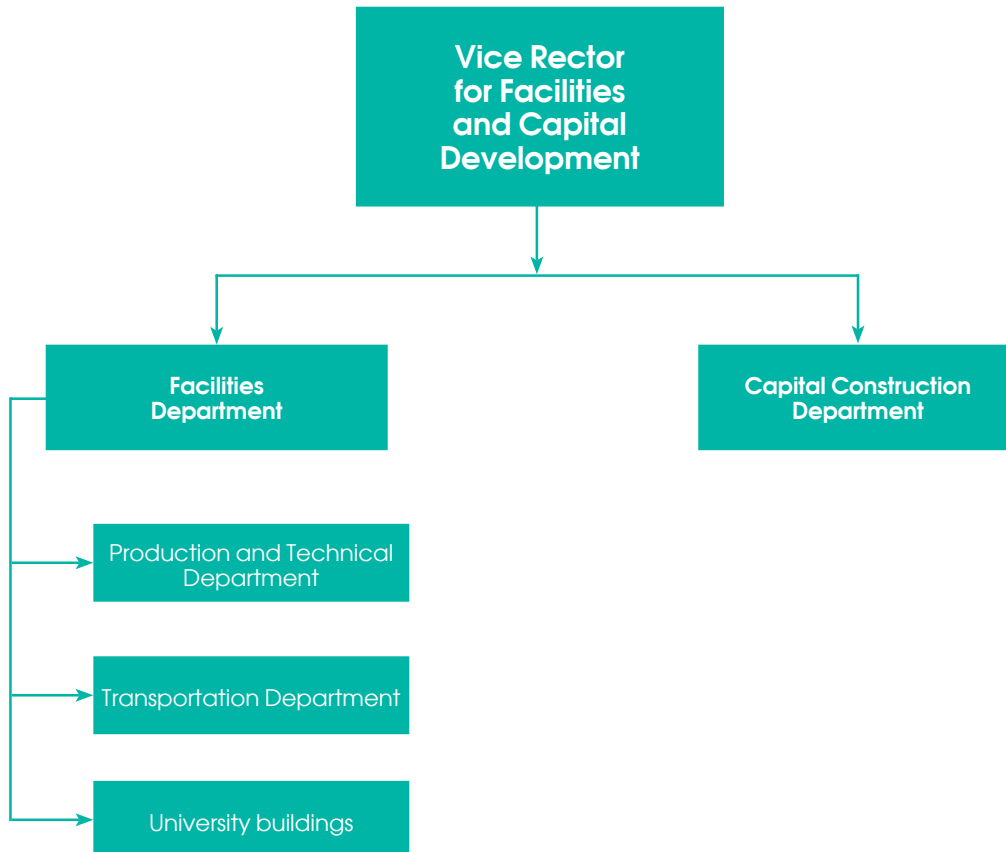 Vice Rector
for Facilities
and Capital
Development
Facilities
Department
Capital Construction
Department
Production and Technical
Department
Transportation Department
University buildings